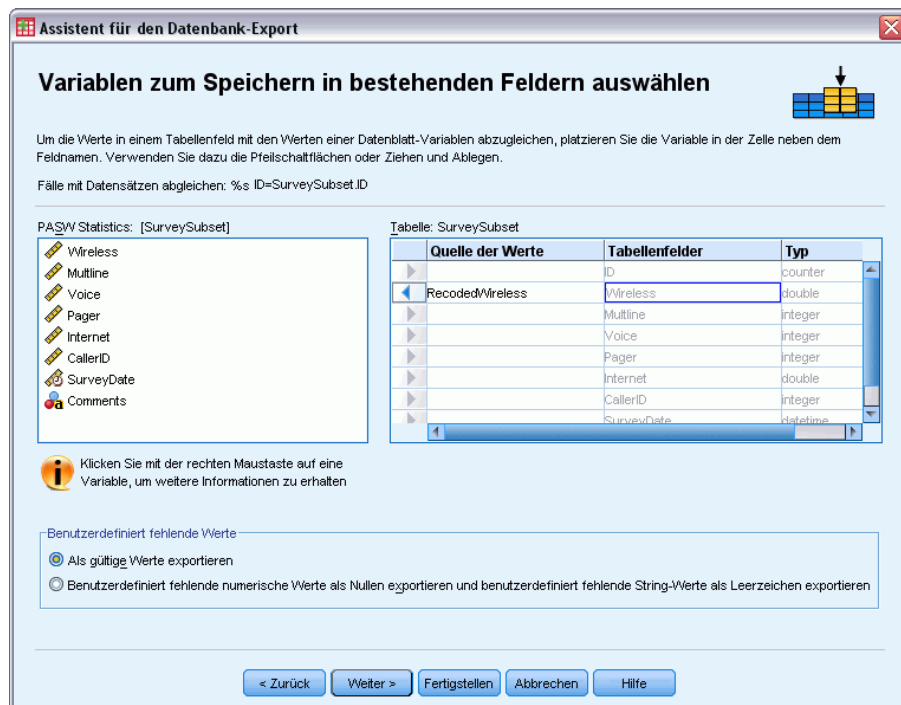 Assistent für den Datenbank-Export
Variablen zum Speichern in bestehenden Feldern auswählen
Um die Werte in einem Tabellenfeld mit den Werten einer Datenblatt-Variablen abzugleichen, platzieren Sie die Variable in der Zelle neben dem
Feldnamen. Verwenden Sie dazu die Pfeilschaltflächen oder Ziehen und Ablegen.
Fälle mit Datensätzen abgleichen: %s ID=SurveySubset.ID
PASW Statistics: [SurveySubset]
Wireless
Multline
Voice
Pager
Internet
CallerID
SurveyDate
Comments
Tabelle: SurveySubset
Quelle der Werte Tabellenfelder Typ
ID counter
RecodedWireless Wireless double
Multline integer
Voice integer
Pager integer
Internet double
CallerID integer
SurveyDate datetime
Klicken Sie mit der rechten Maustaste auf eine
Variable, um weitere Informationen zu erhalten
Benutzerdefiniert fehlende Werte
Als gültige Werte exportieren
Benutzerdefiniert fehlende numerische Werte als Nullen exportieren und benutzerdefiniert fehlende String-Werte als Leerzeichen exportieren
< Zurück Weiter > Fertigstellen Abbrechen Hilfe